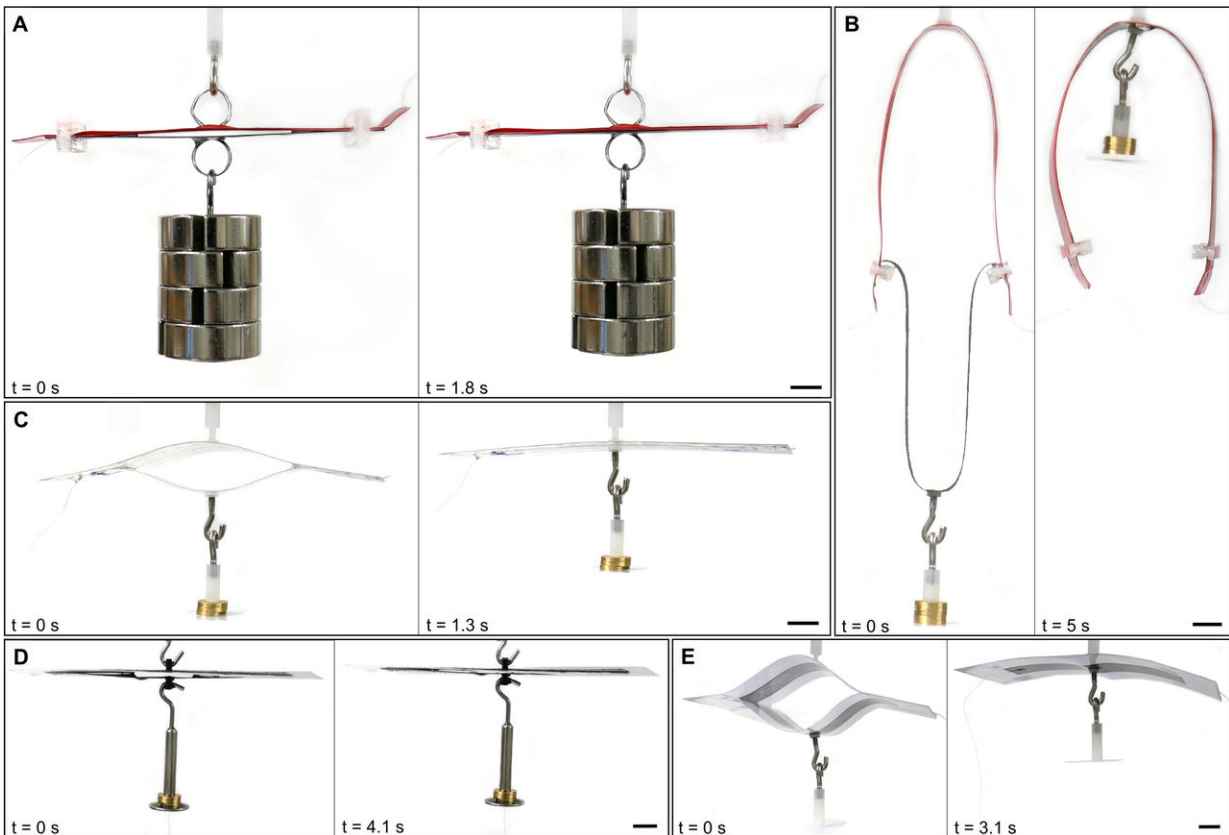 A
t = 0 s
t = 1.8 s
B
t = 0 s
t = 5 s
C
t = 0 s
t = 1.3 s
D
t = 0 s
t = 4.1 s
E
t = 0 s
t = 3.1 s